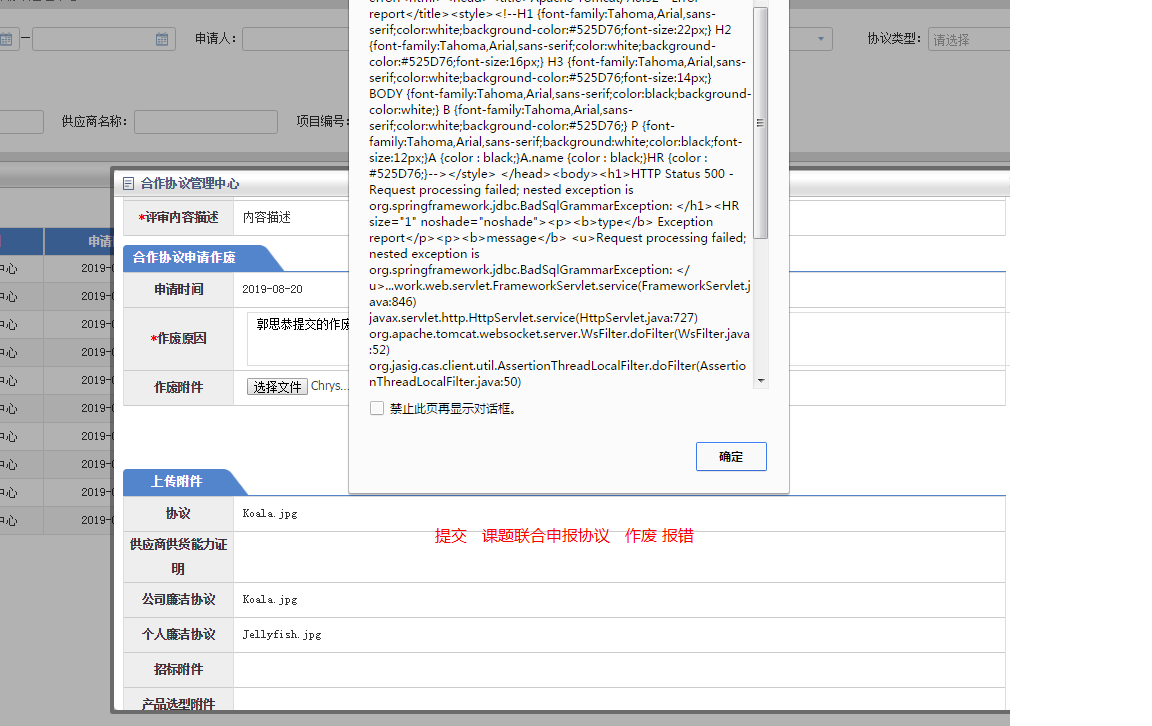 申请人：
协议类型：
请选择
供应商名称：
项目编号：
report</title><style><!--H1 {font-family:Tahoma,Arial,sans-
serif;color:white;background-color:#525D76;font-size:22px;} H2
{font-family:Tahoma,Arial,sans-serif;color:white;background-
color:#525D76;font-size:16px;} H3 {font-family:Tahoma,Arial,sans-
serif;color:white;background-color:#525D76;font-size:14px;}
BODY {font-family:Tahoma,Arial,sans-serif;color:black;background-
color:white;} B {font-family:Tahoma,Arial,sans-
serif;color:white;background-color:#525D76;} P {font-
family:Tahoma,Arial,sans-serif;background:white;color:black;font-
size:12px;}A {color : black;}A.name {color : black;}HR {color :
#525D76;}--></style> </head><body><h1>HTTP Status 500 -
Request processing failed; nested exception is
org.springframework.jdbc.BadSqlGrammarException: </h1><HR
size="1" noshade="noshade"><p><b>type</b> Exception
report</p><p><b>message</b> <u>Request processing failed;
nested exception is
org.springframework.jdbc.BadSqlGrammarException: </
u>...work.web.servlet.FrameworkServlet.service(FrameworkServlet.j
ava:846)
javax.servlet.http.HttpServlet.service(HttpServlet.java:727)
org.apache.tomcat.websocket.server.WsFilter.doFilter(WsFilter.java
:52)
org.jasig.cas.client.util.AssertionThreadLocalFilter.doFilter(Assertio
nThreadLocalFilter.java:50)
禁止此页再显示对话框。
确定
合作协议管理中心
*评审内容描述 内容描述
合作协议申请作废
申请时间 2019-08-20
*作废原因 郭思恭提交的作废
作废附件 选择文件 Chrys...
上传附件
协议 Koala.jpg
提交 课题联合申报协议 作废 报错
供应商供货能力证
明
公司廉洁协议 Koala.jpg
个人廉洁协议 Jellyfish.jpg
招标附件
产品选型附件
申请
心 2019-0
心 2019-0
心 2019-0
心 2019-0
心 2019-0
心 2019-0
心 2019-0
心 2019-0
心 2019-0
心 2019-0